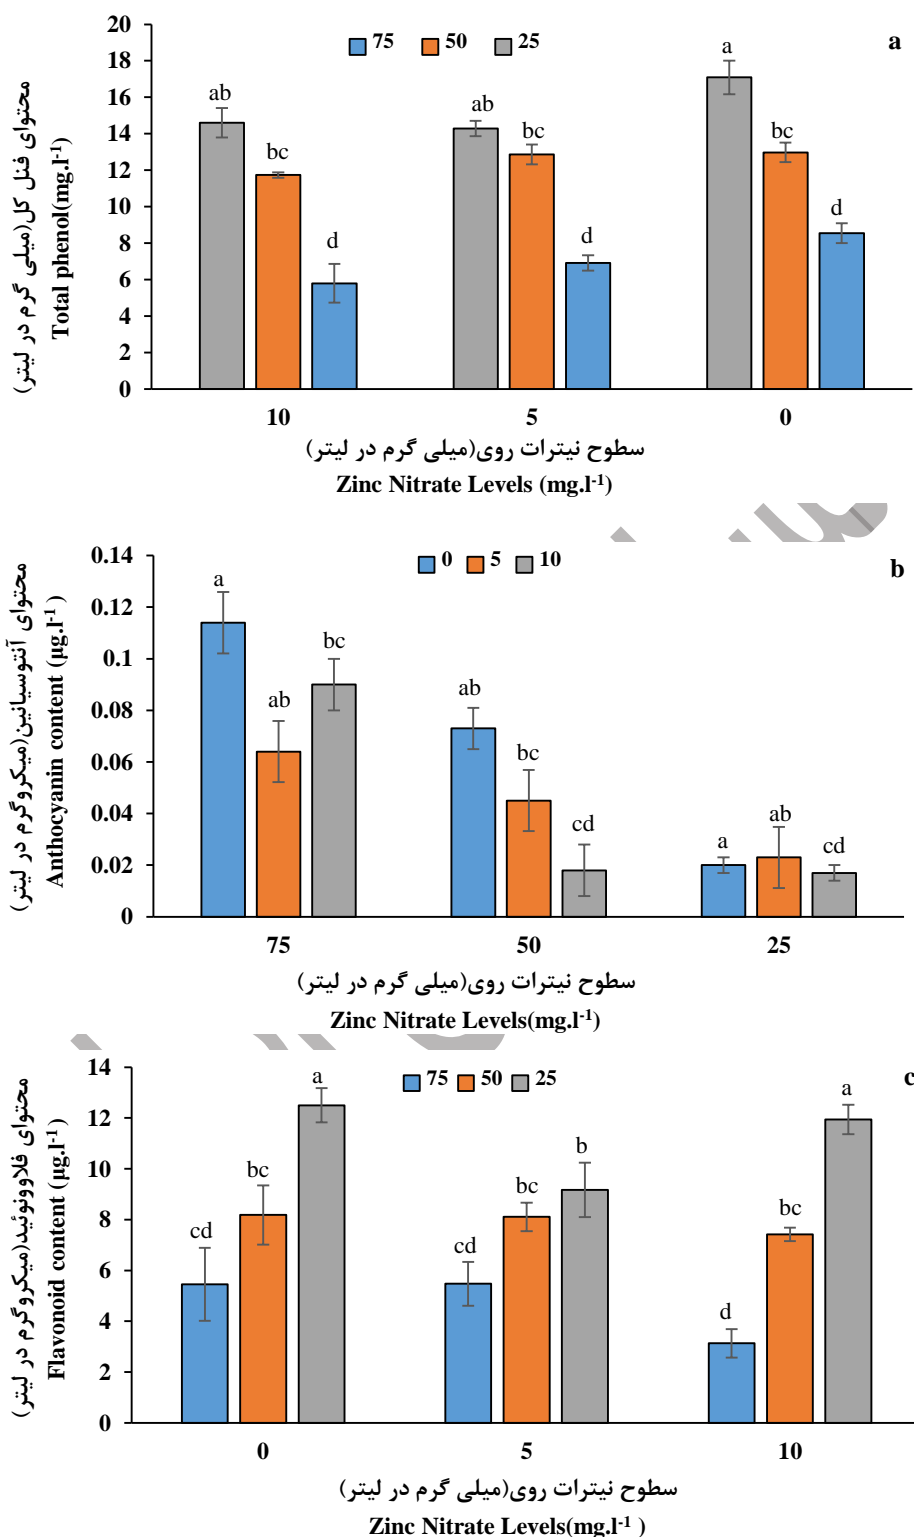 محتوای فنل کل(میلی گرم در لیتر)
Total phenol(mg.l-1)
20
18
16
14
12
10
8
6
4
2
0
75 50 25
a
ab bc d
ab bc d
a bc d
10 5 0
سطوح نیترات روی(میلی گرم در لیتر)
Zinc Nitrate Levels (mg.l-1)
محتوای آنتوسیانین(میکروگرم در لیتر)
Anthocyanin content (µg.l-1 )
0.14
0.12
0.1
0.08
0.06
0.04
0.02
0
0 5 10
b
a ab bc
ab bc cd
a ab cd
75 50 25
سطوح نیترات روی(میلی گرم در لیتر)
Zinc Nitrate Levels(mg.l-1)
محتوای فلاوونوئید(میکروگرم در لیتر)
Flavonoid content (µg.l-1)
14
12
10
8
6
4
2
0
75 50 25
c
cd bc a
cd bc b
d bc a
0 5 10
سطوح نیترات روی(میلی گرم در لیتر)
Zinc Nitrate Levels(mg.l-1 )